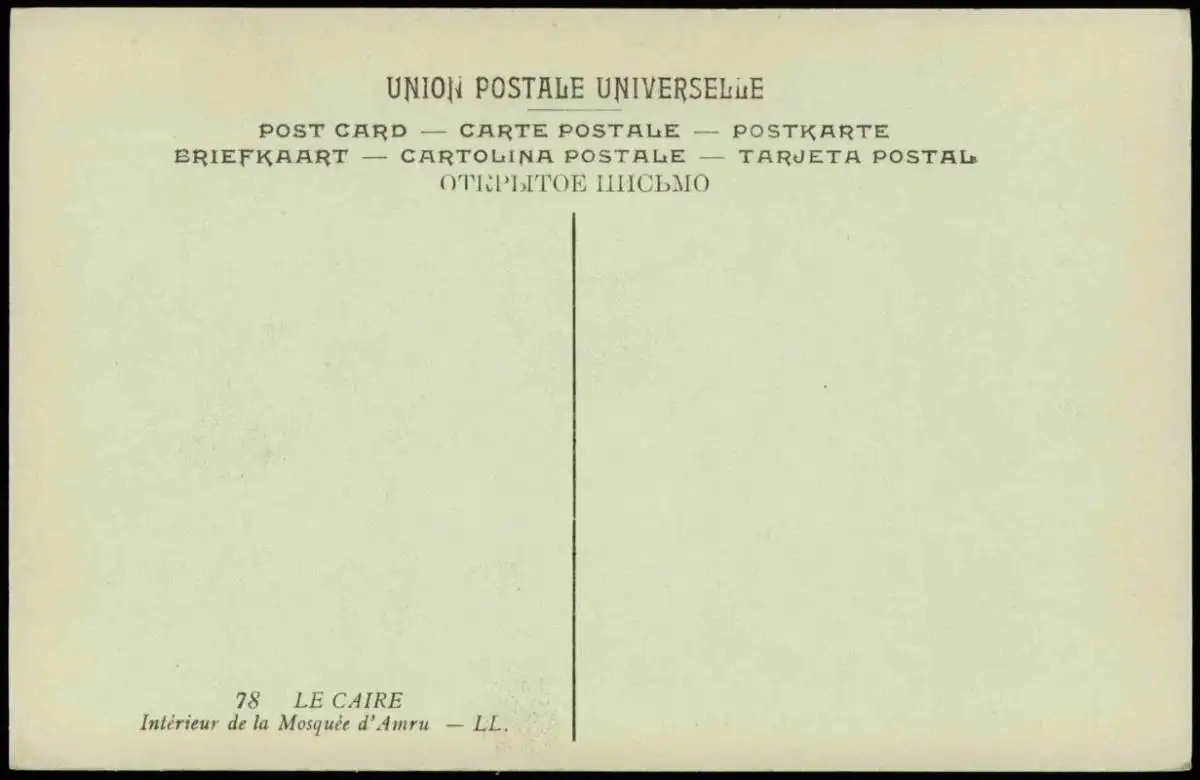 UNION POSTALE UNIVERSELLE
POST CARD — CARTE POSTALE — POSTKARTE
BRIEFKAART — CARTOLINA POSTALE — TARJETA POSTAL
ОТКРЫТОЕ ПИСЬМО
78 LE CAIRE
Intérieur de la Mosquée d'Amru — LL.